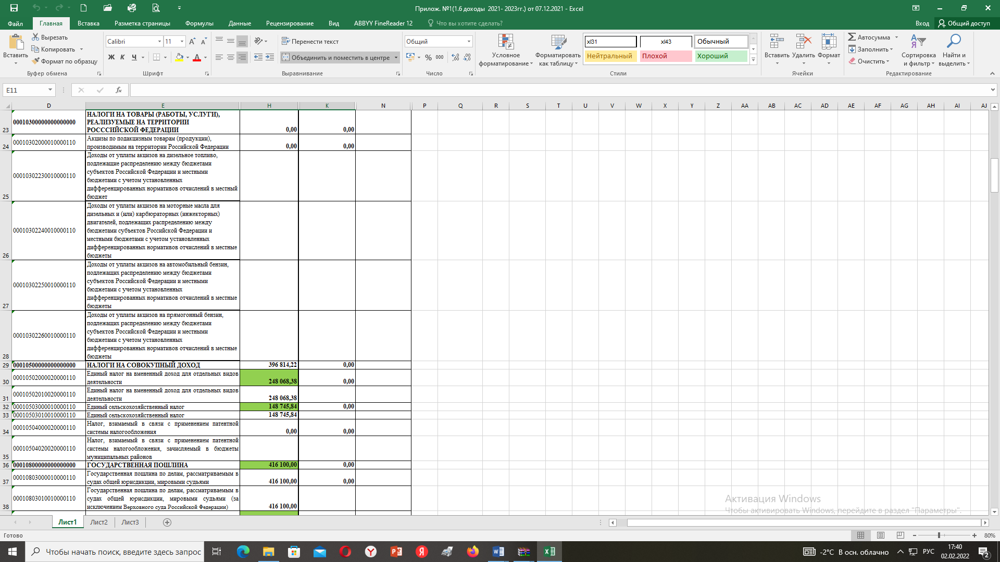 Прилож. №1(1.6 доходы 2021- 2023гг.) от 07.12.2021 - Excel
Файл Главная Вставка Разметка страницы Формулы Данные Рецензирование Вид ABBYY FineReader 12 Что вы хотите сделать? Вход Общий доступ
Вставить
Вырезать
Копировать
Формат по образцу
Буфер обмена
Calibri 11
Ж К Ч
Шрифт
Перенести текст
Объединить и поместить в центре
Выравнивание
Общий
% 000
Число
Условное форматирование
Форматировать как таблицу
xl31 xl43 Обычный
Нейтральный Плохой Хороший
Стили
Вставить Удалить Формат
Ячейки
Автосумма
Заполнить
Очистить
Сортировка и фильтр
Найти и выделить
Редактирование
E11 fx
D E H K N P Q R S T U V W X Y Z AA AB AC AD AE AF AG AH AI AJ
НАЛОГИ НА ТОВАРЫ (РАБОТЫ, УСЛУГИ),
00010300000000000000 РЕАЛИЗУЕМЫЕ НА ТЕРРИТОРИИ
23 РОСССИЙСКОЙ ФЕДЕРАЦИИ 0,00 0,00
00010302000010000110 Акцизы по подакцизным товарам (продукции),
24 производимым на территории Российской Федерации 0,00 0,00
Доходы от уплаты акцизов на дизельное топливо,
подлежащие распределению между бюджетами
00010302230010000110 субъектов Российской Федерации и местными
бюджетами с учетом установленных
дифференцированных нормативов отчислений в местный
25 бюджет
Доходы от уплаты акцизов на моторные масла для
дизельных и (или) карбюраторных (инжекторных)
двигателей, подлежащих распределению между
00010302240010000110 бюджетами субъектов Российской Федерации и
местными бюджетами с учетом установленных
дифференцированных нормативов отчислений в местные
26 бюджеты
Доходы от уплаты акцизов на автомобильный бензин,
подлежащих распределению между бюджетами
00010302250010000110 субъектов Российской Федерации и местными
бюджетами с учетом установленных
дифференцированных нормативов отчислений в местные
27 бюджеты
Доходы от уплаты акцизов на прямогонный бензин,
подлежащих распределению между бюджетами
00010302260010000110 субъектов Российской Федерации и местными
бюджетами с учетом установленных
дифференцированных нормативов отчислений в местные
28 бюджеты
29 00010500000000000000 НАЛОГИ НА СОВОКУПНЫЙ ДОХОД 396 814,22 0,00
00010502000020000110 Единый налог на вмененный доход для отдельных видов
30 деятельности 248 068,38 0,00
00010502010020000110 Единый налог на вмененный доход для отдельных видов
31 деятельности 248 068,38
32 00010503000010000110 Единый сельскохозяйственный налог 148 745,84 0,00
33 00010503010010000110 Единый сельскохозяйственный налог 148 745,84
00010504000020000110 Налог, взимаемый в связи с применением патентной
34 системы налогообложения 0,00 0,00
Налог, взимаемый в связи с применением патентной
00010504020020000110 системы налогообложения, зачисляемый в бюджеты
35 муниципальных районов
36 00010800000000000000 ГОСУДАРСТВЕННАЯ ПОШЛИНА 416 100,00 0,00
00010803000010000110 Государственная пошлина по делам, рассматриваемым в
37 судах общей юрисдикции, мировыми судьями 416 100,00 0,00
Государственная пошлина по делам, рассматриваемым в
00010803010010000110 судах общей юрисдикции, мировыми судьями (за
38 исключением Верховного суда Российской Федерации) 416 100,00
Активация Windows
Чтобы активировать Windows, перейдите в раздел "Параметры".
Лист1 Лист2 Лист3
Готово 80%
Чтобы начать поиск, введите здесь запрос
-2°C В осн. облачно РУС 17:40
02.02.2022 2